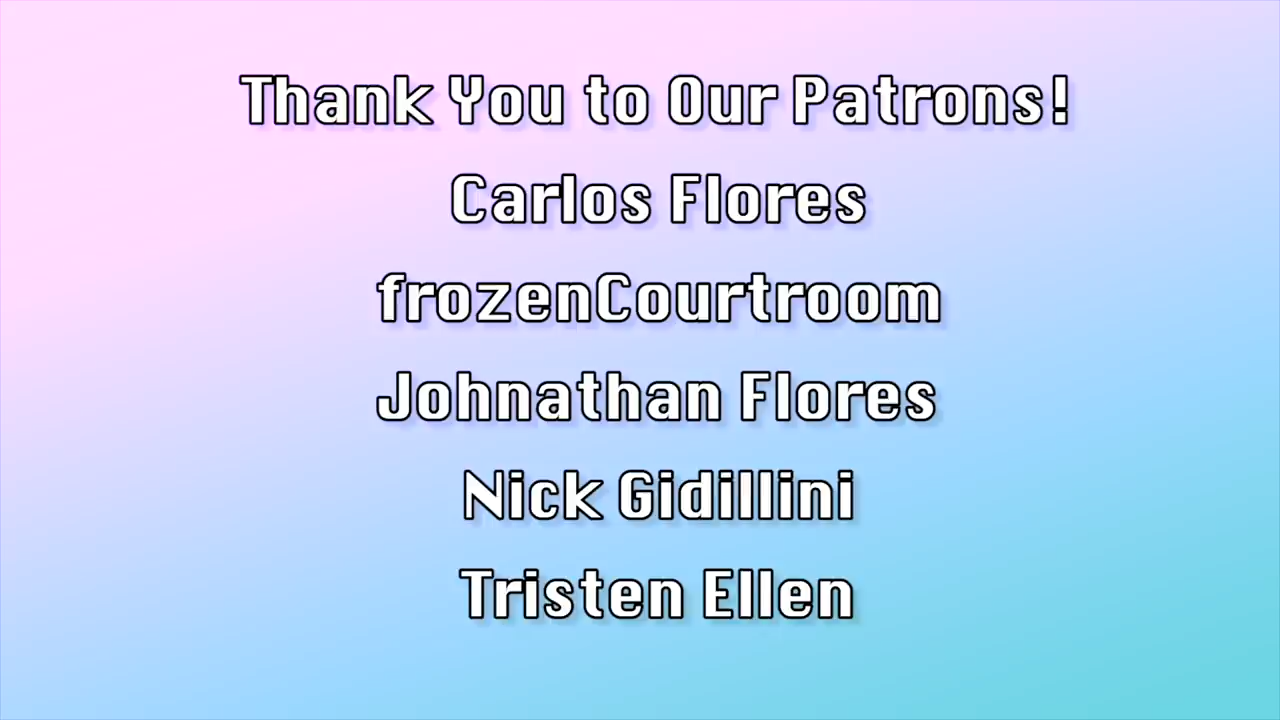 Thank You to Our Patrons!
Carlos Flores
frozenCourtroom
Johnathan Flores
Nick Gidillini
Tristen Ellen